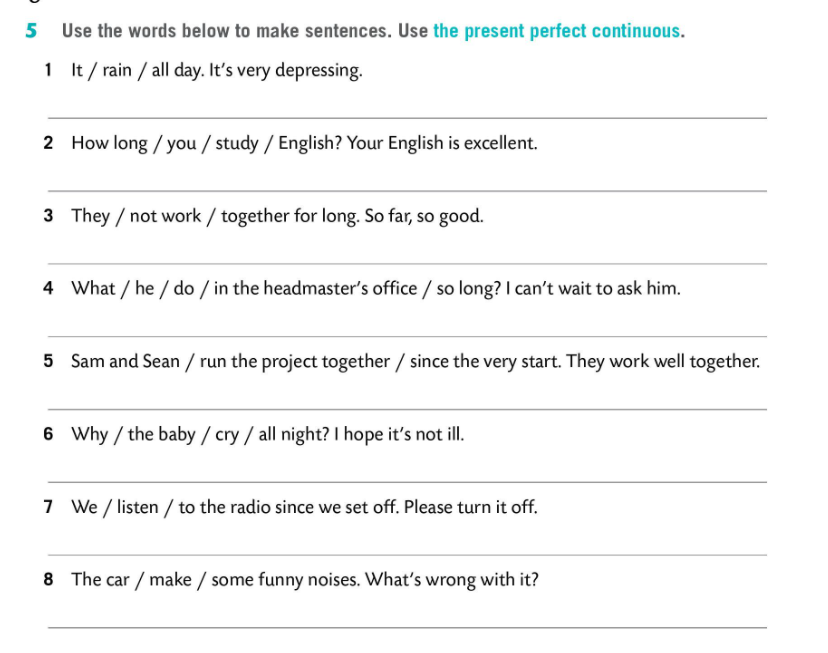 5 Use the words below to make sentences. Use the present perfect continuous.
1 It / rain / all day. It's very depressing.
2 How long / you / study / English? Your English is excellent.
3 They / not work / together for long. So far, so good.
4 What / he / do / in the headmaster's office / so long? I can't wait to ask him.
5 Sam and Sean / run the project together / since the very start. They work well together.
6 Why / the baby / cry / all night? I hope it's not ill.
7 We / listen / to the radio since we set off. Please turn it off.
8 The car / make / some funny noises. What's wrong with it?